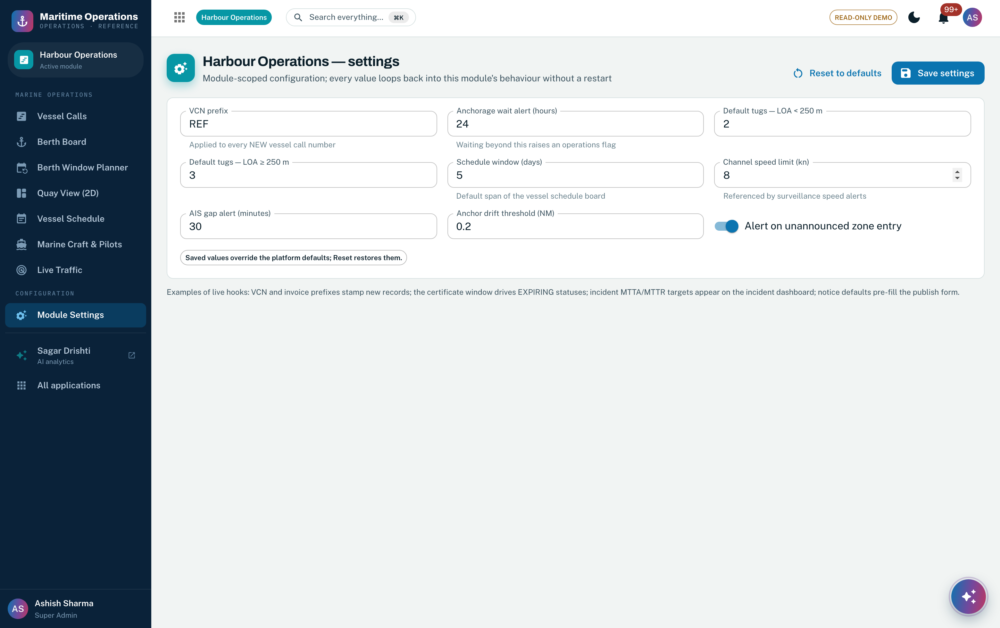 Maritime Operations
OPERATIONS · REFERENCE
Harbour Operations
Active module
MARINE OPERATIONS
Vessel Calls
Berth Board
Berth Window Planner
Quay View (2D)
Vessel Schedule
Marine Craft & Pilots
Live Traffic
CONFIGURATION
Module Settings
Sagar Drishti
AI analytics
All applications
AS
Ashish Sharma
Super Admin
Harbour Operations
Search everything...
⌘K
READ-ONLY DEMO
99+
AS
Harbour Operations — settings
Module-scoped configuration; every value loops back into this module's behaviour without a restart
Reset to defaults
Save settings
VCN prefix
REF
Applied to every NEW vessel call number
Anchorage wait alert (hours)
24
Waiting beyond this raises an operations flag
Default tugs — LOA < 250 m
2
Default tugs — LOA ≥ 250 m
3
Schedule window (days)
5
Default span of the vessel schedule board
Channel speed limit (kn)
8
Referenced by surveillance speed alerts
AIS gap alert (minutes)
30
Anchor drift threshold (NM)
0.2
Alert on unannounced zone entry
Saved values override the platform defaults; Reset restores them.
Examples of live hooks: VCN and invoice prefixes stamp new records; the certificate window drives EXPIRING statuses; incident MTTA/MTTR targets appear on the incident dashboard; notice defaults pre-fill the publish form.